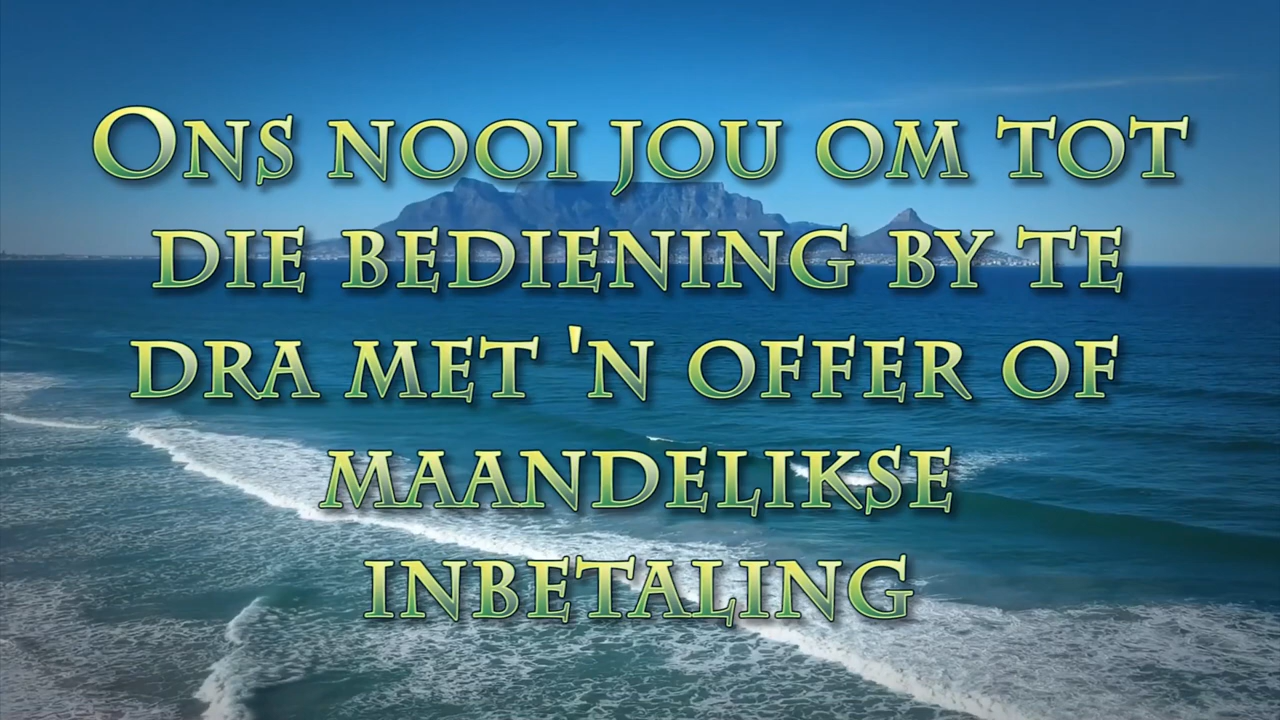 Ons nooi jou om tot
die bediening by te
dra met 'n offer of
maandelikse
inbetaling